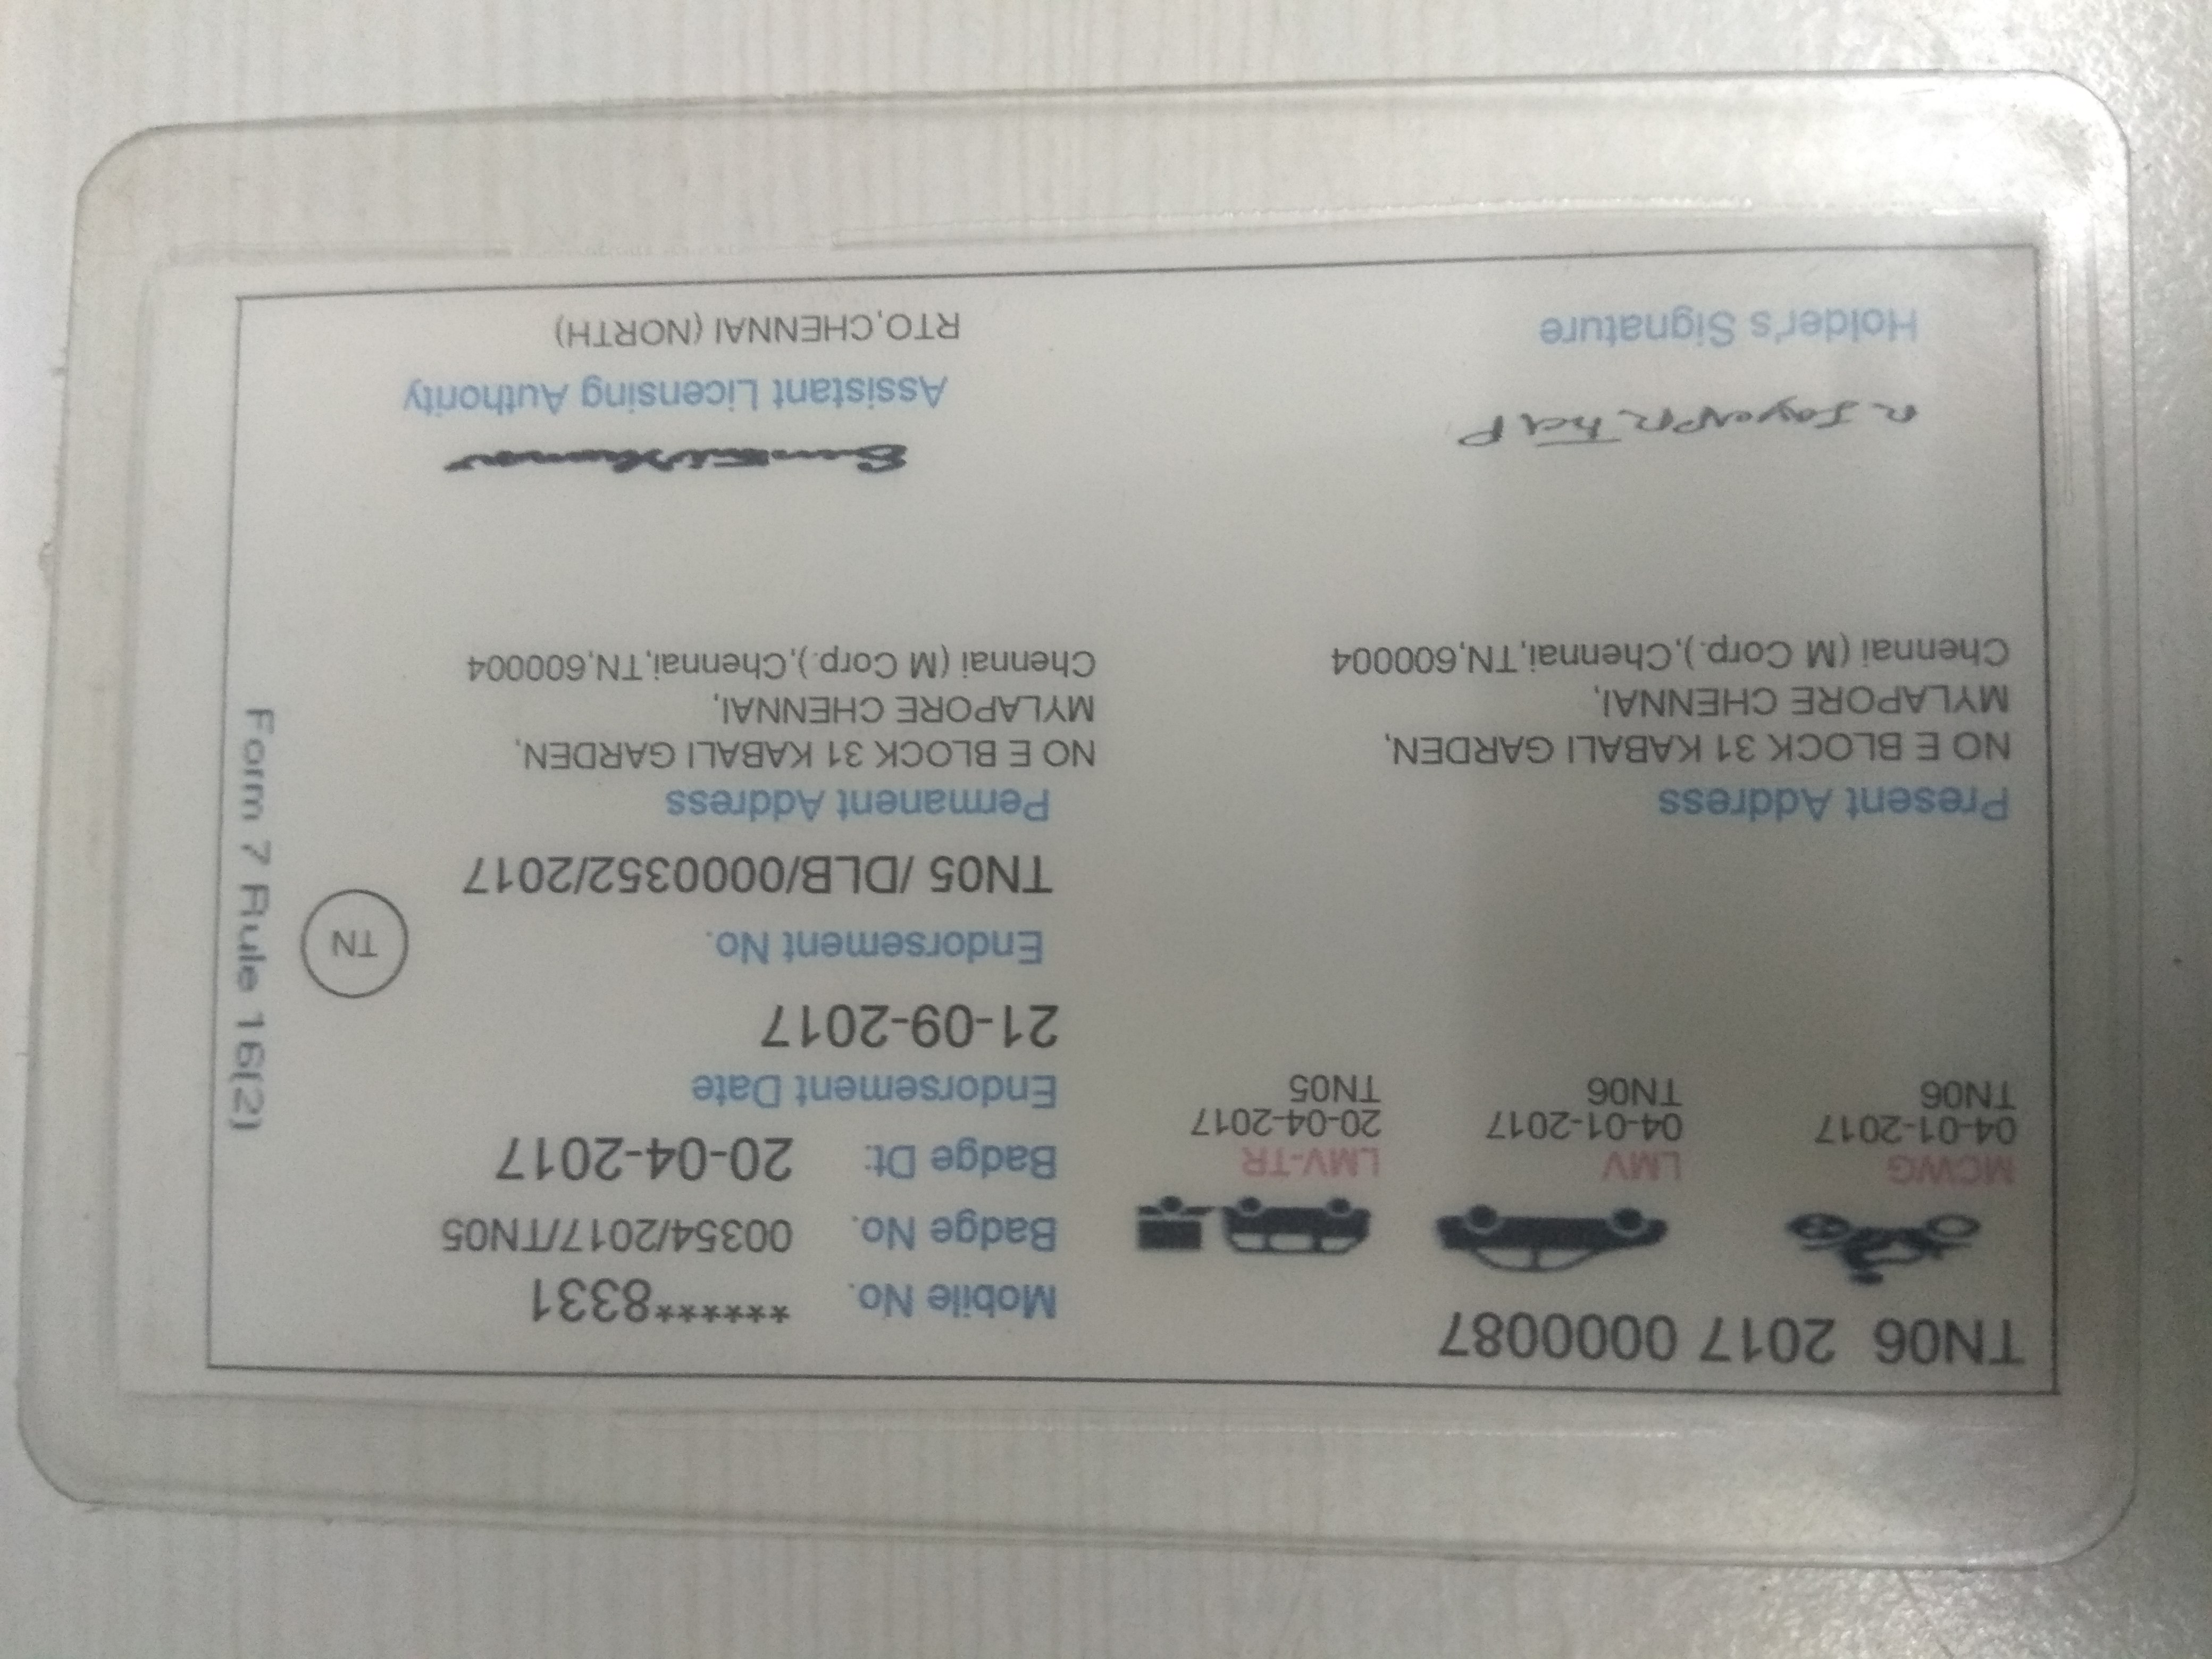 TN06 2017 0000087
MCWG
04-01-2017
TN06
LMV
04-01-2017
TN06
LMV-TR
20-04-2017
TN05
Mobile No. ******8331
Badge No. 00354/2017/TN05
Badge Dt: 20-04-2017
Endorsement Date
21-09-2017
Endorsement No.
TN05 /DLB/0000352/2017
TN
Form 7 Rule 16(2)
Present Address
NO E BLOCK 31 KABALI GARDEN,
MYLAPORE CHENNAI,
Chennai (M Corp.),Chennai,TN,600004
Permanent Address
NO E BLOCK 31 KABALI GARDEN,
MYLAPORE CHENNAI,
Chennai (M Corp.),Chennai,TN,600004
Holder's Signature
Assistant Licensing Authority
RTO,CHENNAI (NORTH)